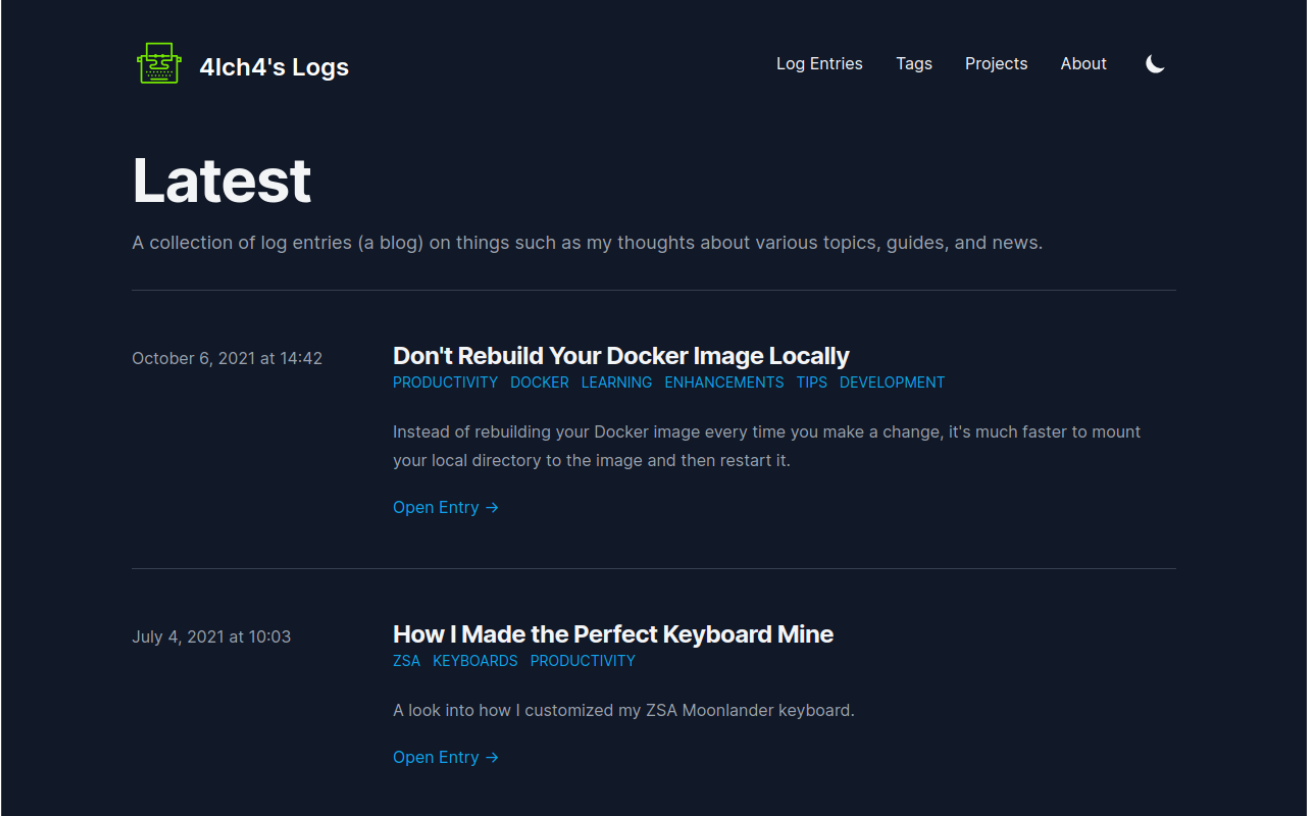 4lch4's Logs
Log Entries Tags Projects About
Latest
A collection of log entries (a blog) on things such as my thoughts about various topics, guides, and news.
October 6, 2021 at 14:42
Don't Rebuild Your Docker Image Locally
PRODUCTIVITY DOCKER LEARNING ENHANCEMENTS TIPS DEVELOPMENT
Instead of rebuilding your Docker image every time you make a change, it's much faster to mount
your local directory to the image and then restart it.
Open Entry →
July 4, 2021 at 10:03
How I Made the Perfect Keyboard Mine
ZSA KEYBOARDS PRODUCTIVITY
A look into how I customized my ZSA Moonlander keyboard.
Open Entry →